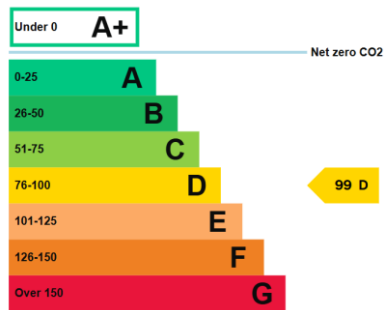 Under 0 A+
Net zero CO2
0-25 A
26-50 B
51-75 C
76-100 D
99 D
101-125 E
126-150 F
Over 150 G